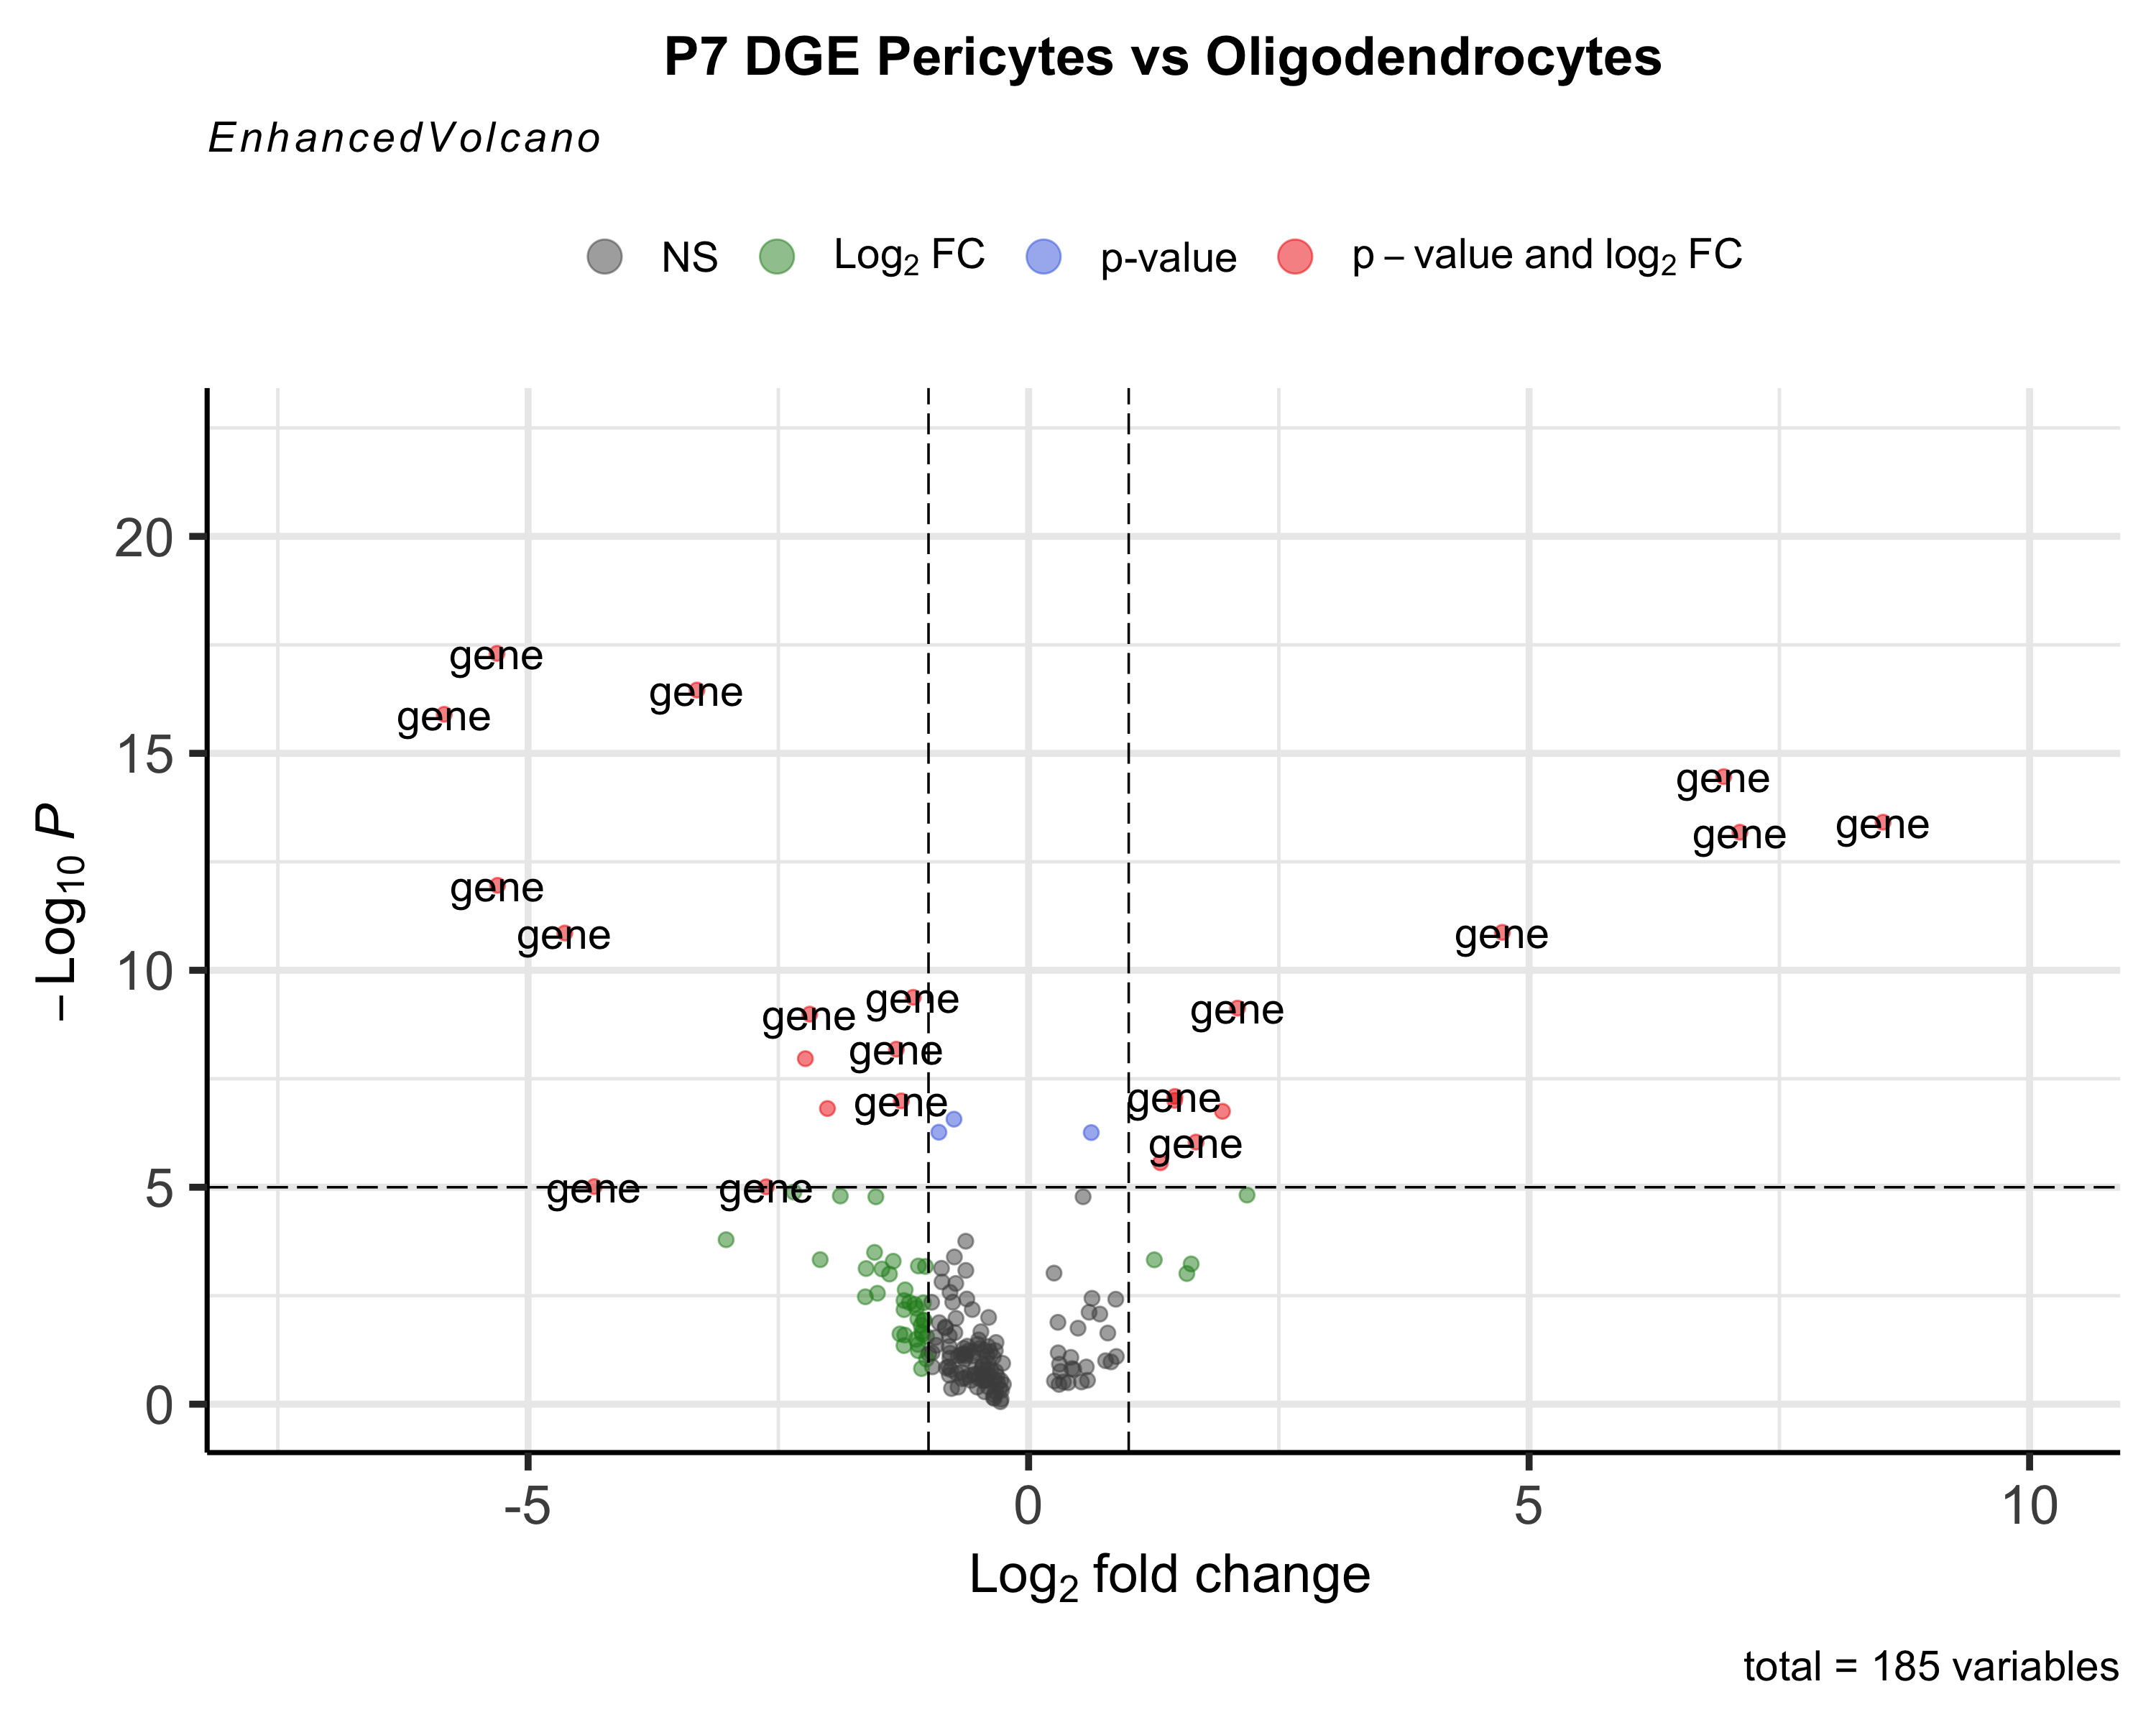 P7 DGE Pericytes vs Oligodendrocytes
EnhancedVolcano
NS Log₂ FC p-value p – value and log₂ FC
20
gene
gene
gene
15
gene
gene
gene
gene
gene
gene
10
gene
gene
gene
gene
gene
gene
gene
5
gene
gene
0
-5 0 5 10
–Log₁₀ P
Log₂ fold change
total = 185 variables